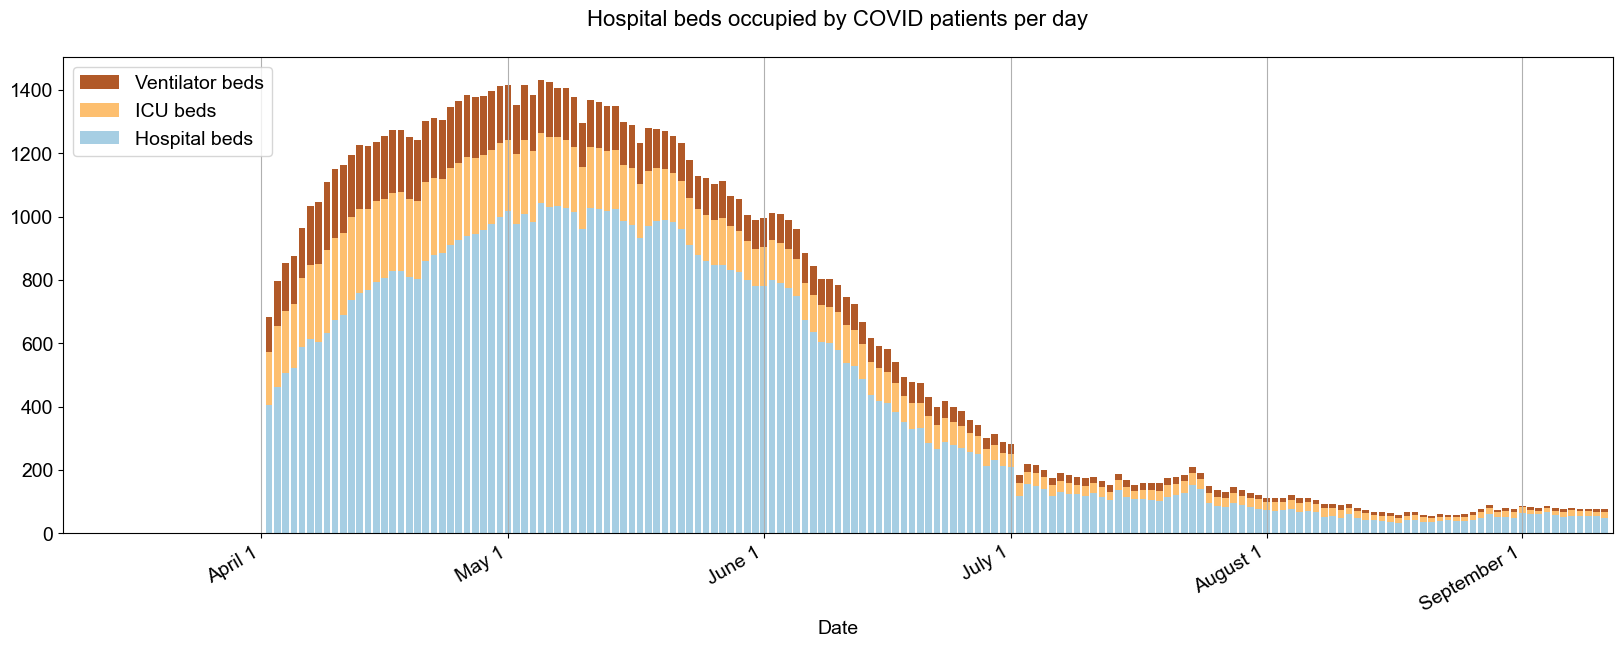 Hospital beds occupied by COVID patients per day
Ventilator beds
ICU beds
Hospital beds
1400
1200
1000
800
600
400
200
0
April 1
May 1
June 1
July 1
August 1
September 1
Date